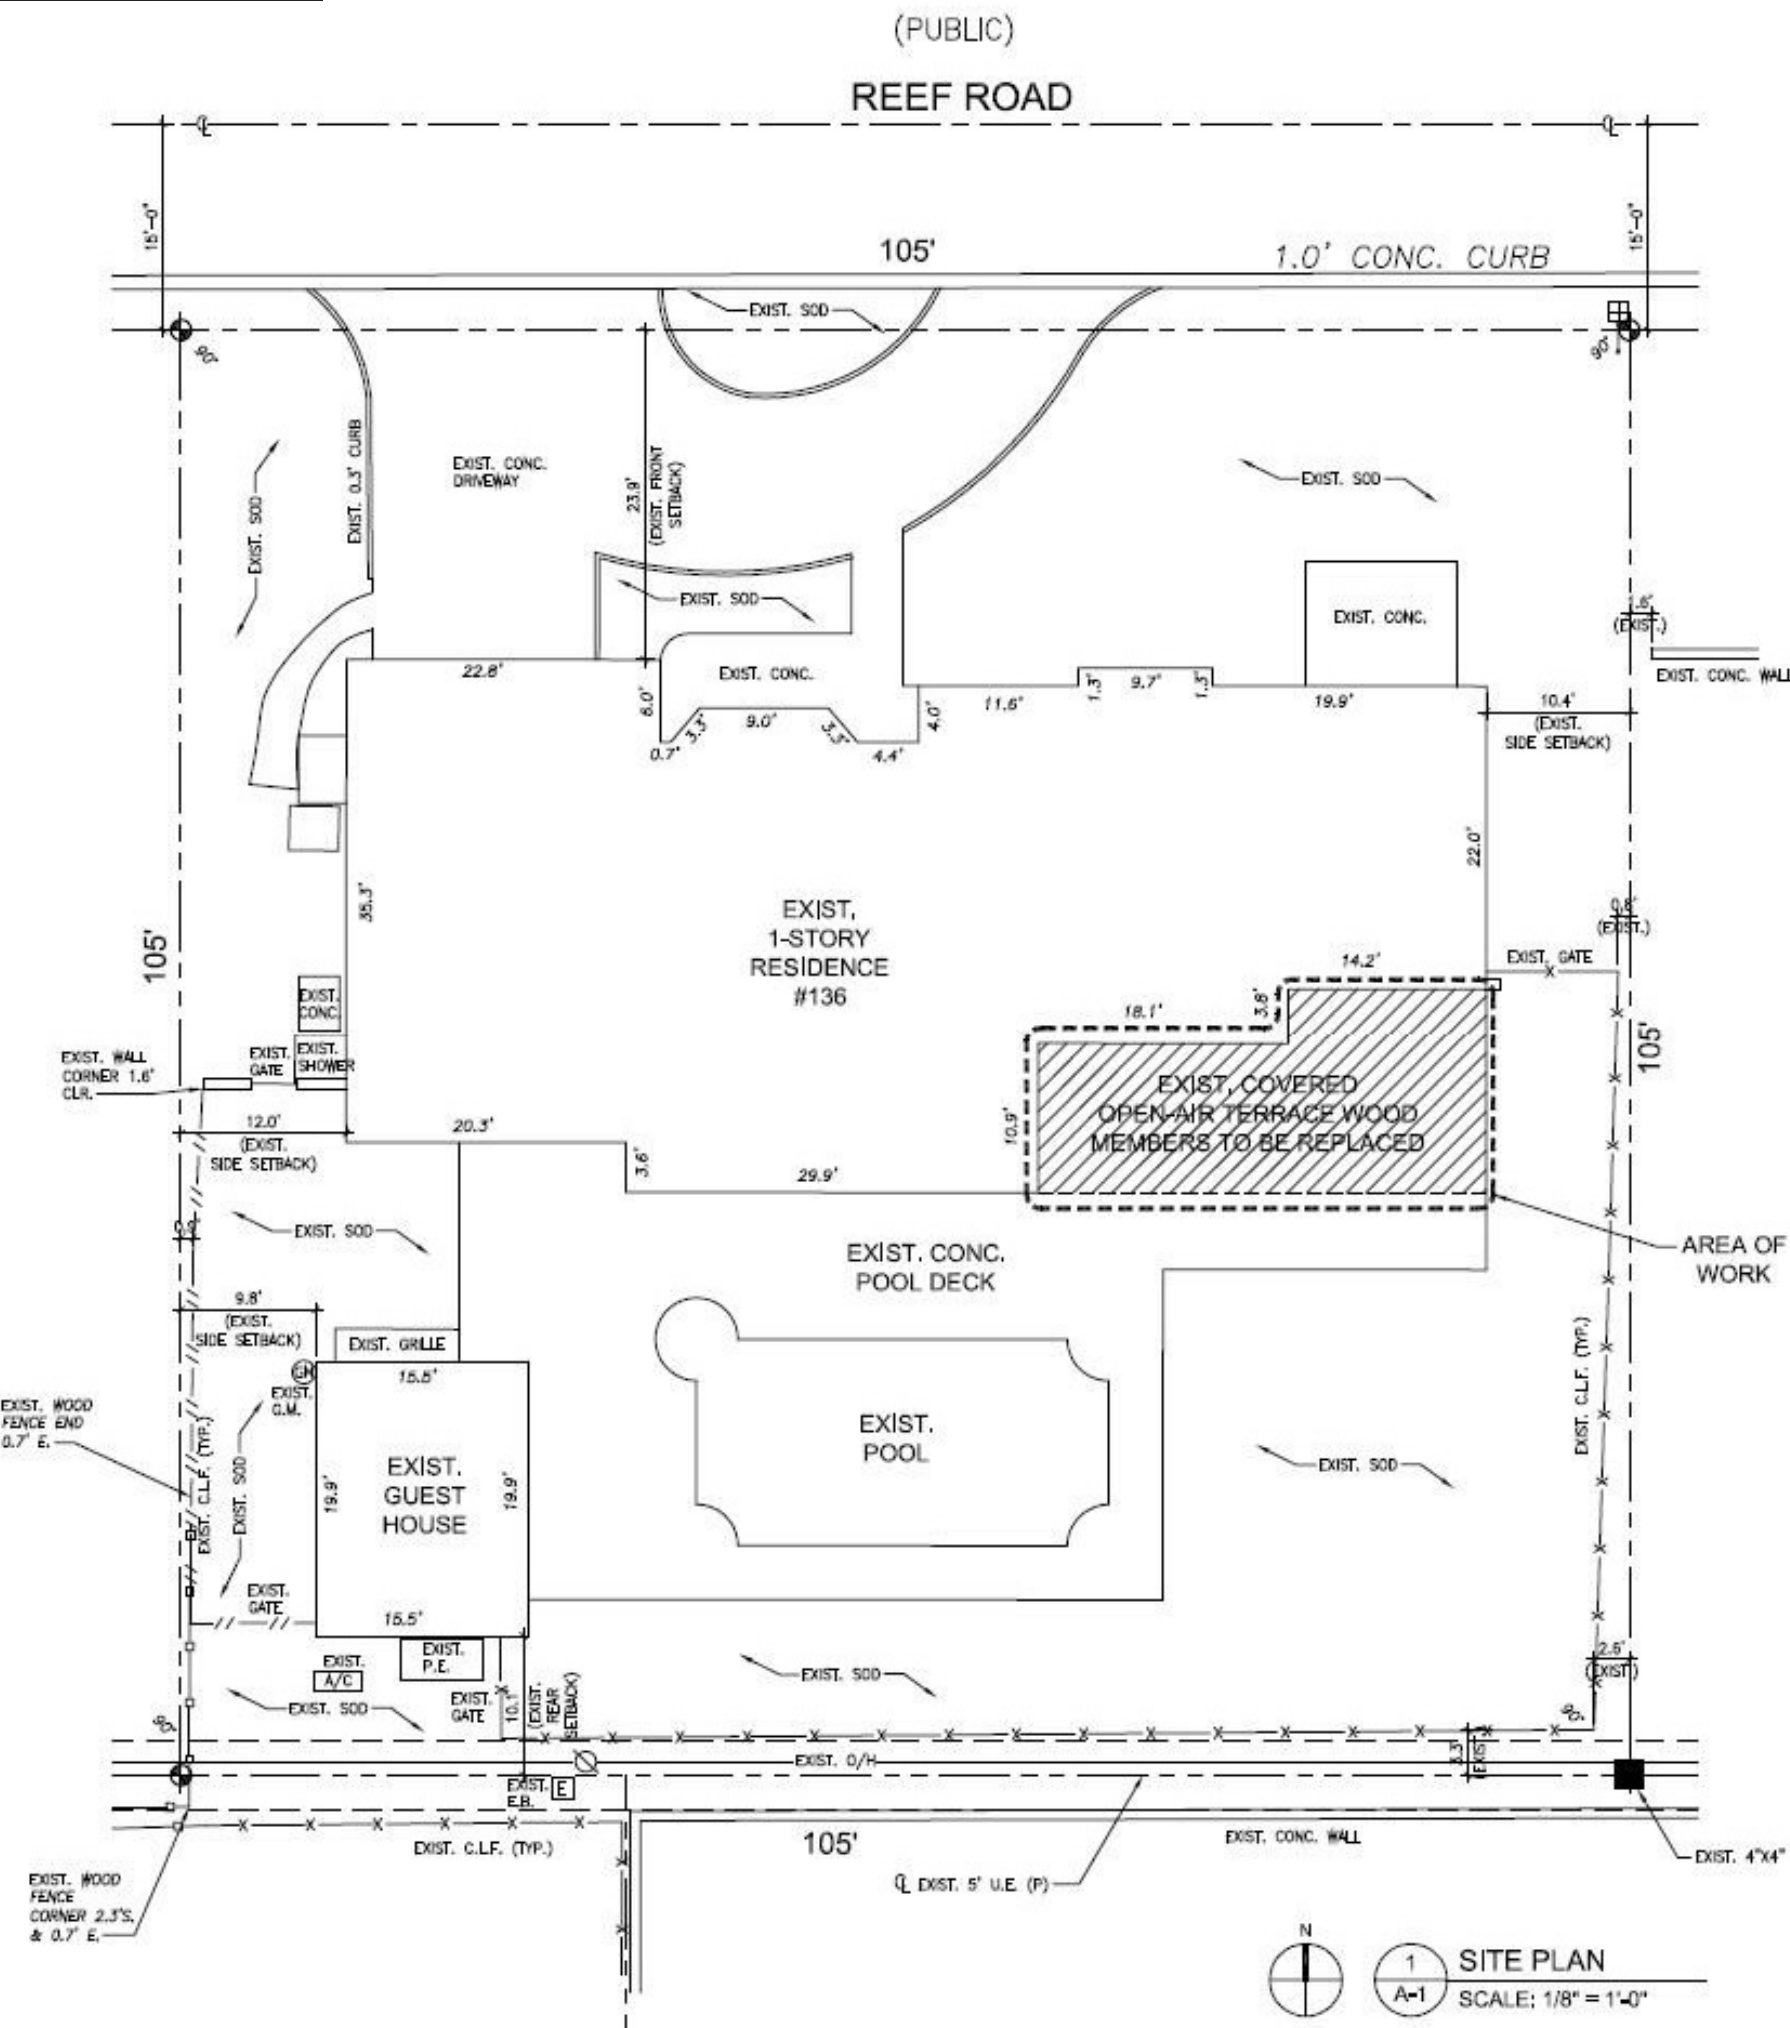 (PUBLIC)
REEF ROAD
15'-0"
15'-0"
105'
1.0' CONC. CURB
EXIST. SOD
90°
90°
EXIST. 0.3' CURB
EXIST. SOD
EXIST. CONC.
DRIVEWAY
23.9'
(EXIST. FRONT
SETBACK)
EXIST. SOD
EXIST. SOD
EXIST. CONC.
(EXIST.)
EXIST. CONC. WALL
22.8'
EXIST. CONC.
6.0'
0.7'
3.3'
9.0'
3.3'
4.4'
4.0'
11.6'
1.3'
9.7'
1.3'
19.9'
10.4'
(EXIST.
SIDE SETBACK)
35.3'
22.0'
105'
EXIST.
1-STORY
RESIDENCE
#136
(EXIST.)
EXIST. GATE
14.2'
3.8'
18.1'
10.9'
105'
EXIST. COVERED
OPEN-AIR TERRACE WOOD
MEMBERS TO BE REPLACED
EXIST.
CONC.
EXIST.
SHOWER
EXIST.
GATE
EXIST. WALL
CORNER 1.6'
CLR.
12.0'
(EXIST.
SIDE SETBACK)
20.3'
3.6'
29.9'
EXIST. SOD
EXIST. CONC.
POOL DECK
AREA OF
WORK
9.8'
(EXIST.
SIDE SETBACK)
EXIST. GRILLE
15.5'
GM
EXIST.
G.M.
EXIST. WOOD
FENCE END
0.7' E.
EXIST. C.L.F. (TYP.)
EXIST. SOD
19.9'
EXIST.
GUEST
HOUSE
19.9'
EXIST.
POOL
EXIST. C.L.F. (TYP.)
EXIST. SOD
EXIST.
GATE
15.5'
EXIST.
A/C
EXIST.
P.E.
EXIST. SOD
EXIST.
GATE
10.1'
(EXIST.
REAR
SETBACK)
EXIST. SOD
2.6'
(EXIST.)
90°
90°
3.3'
EXIST. O/H
EXIST.
E.B.
E
EXIST. C.L.F. (TYP.)
105'
EXIST. CONC. WALL
EXIST. 4"X4"
EXIST. 5' U.E. (P)
EXIST. WOOD
FENCE
CORNER 2.3'S.
& 0.7' E.
N
1
A-1
SITE PLAN
SCALE: 1/8" = 1'-0"